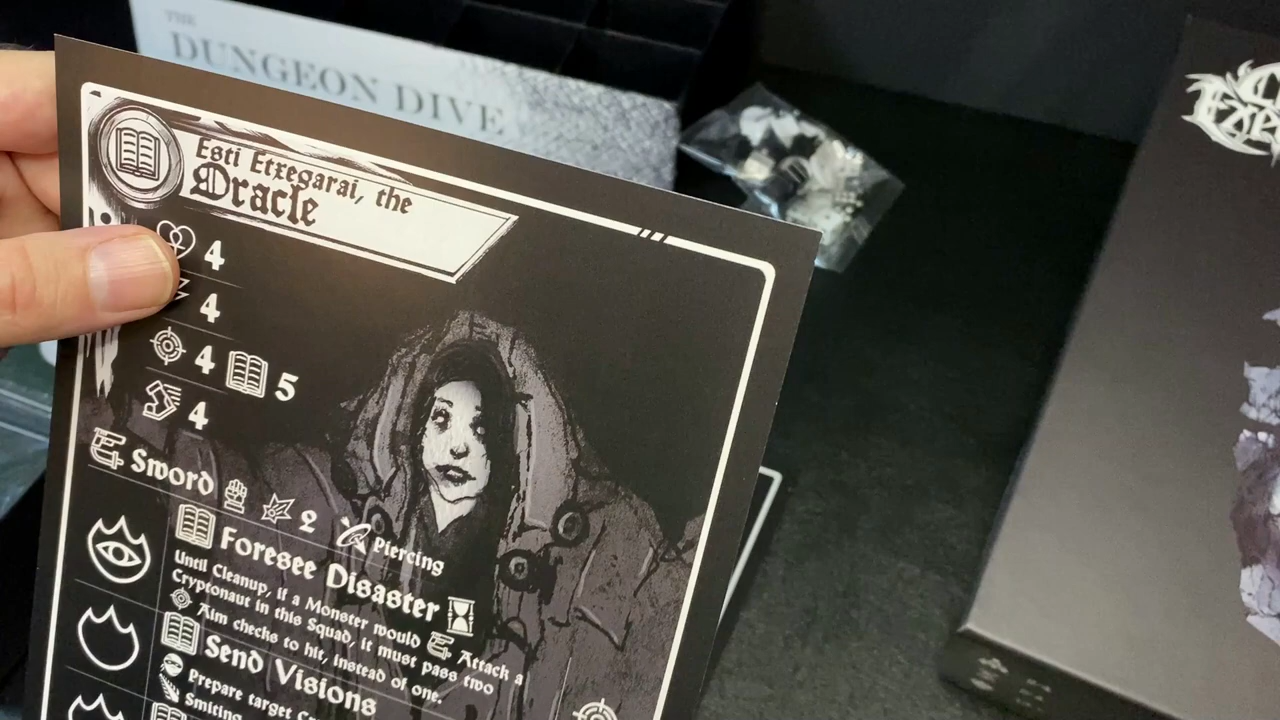 THE
DUNGEON DIVE
Esti Etxegarai, the
Oracle
4
4
4 5
4
Sword 2 Piercing
Foresee Disaster
Until Cleanup, if a Monster would Attack a
Cryptonaut in this Squad, it must pass two
Aim checks to hit, instead of one.
Send Visions
Prepare target
Smiting